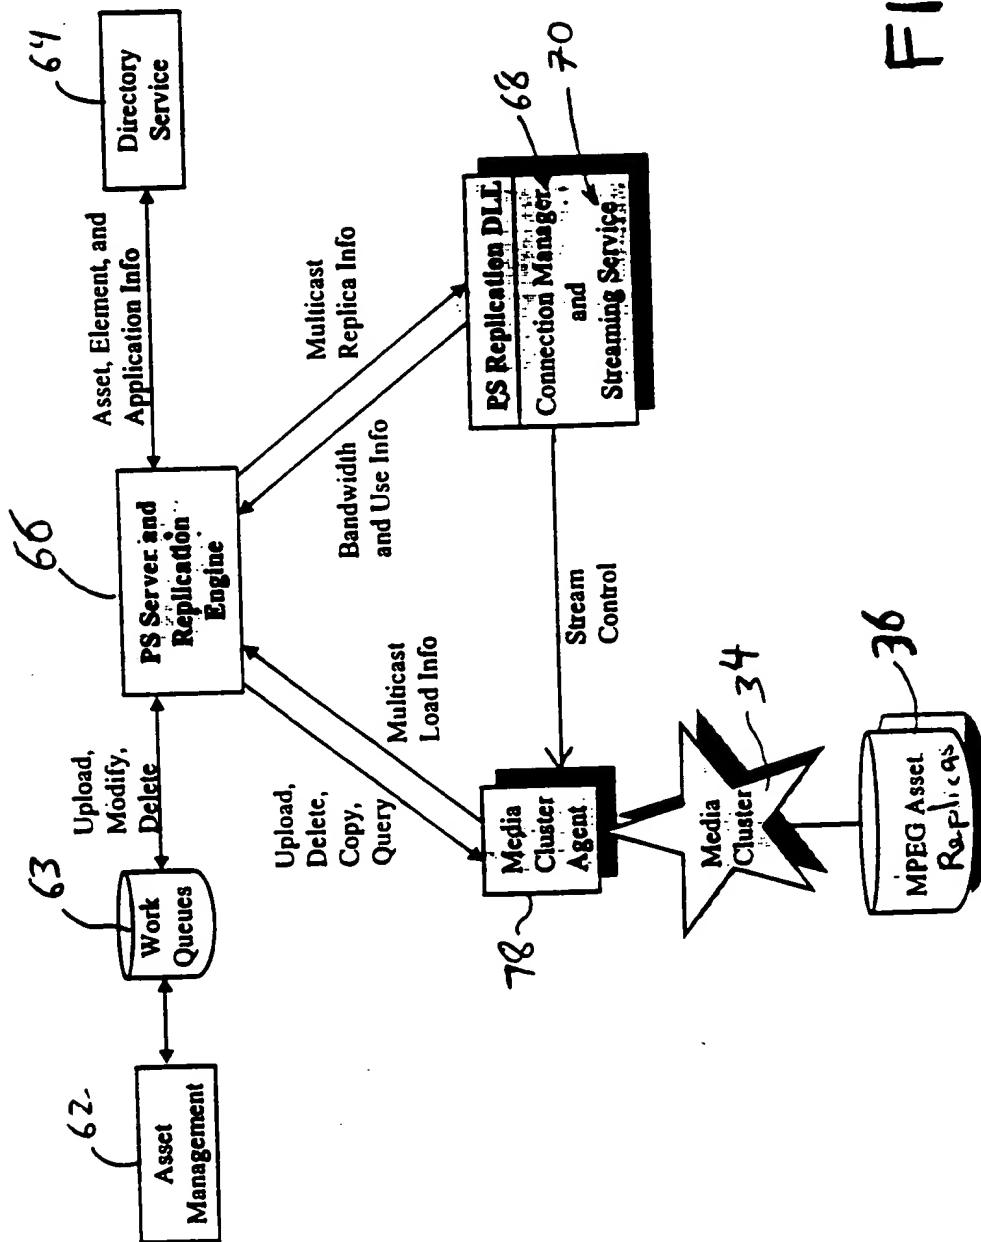 62
Asset
Management
63
Work
Queues
Upload,
Modify,
Delete
66
PS Server and
Replication
Engine
Asset, Element, and
Application Info
64
Directory
Service
Upload,
Delete,
Copy,
Query
Multicast
Load Info
Bandwidth
and Use Info
Multicast
Replica Info
78
Media
Cluster
Agent
Stream
Control
PS Replication DLL
Connection Manager
and
Streaming Service
68
70
Media
Cluster
34
MPEG Asset
Replicas
36